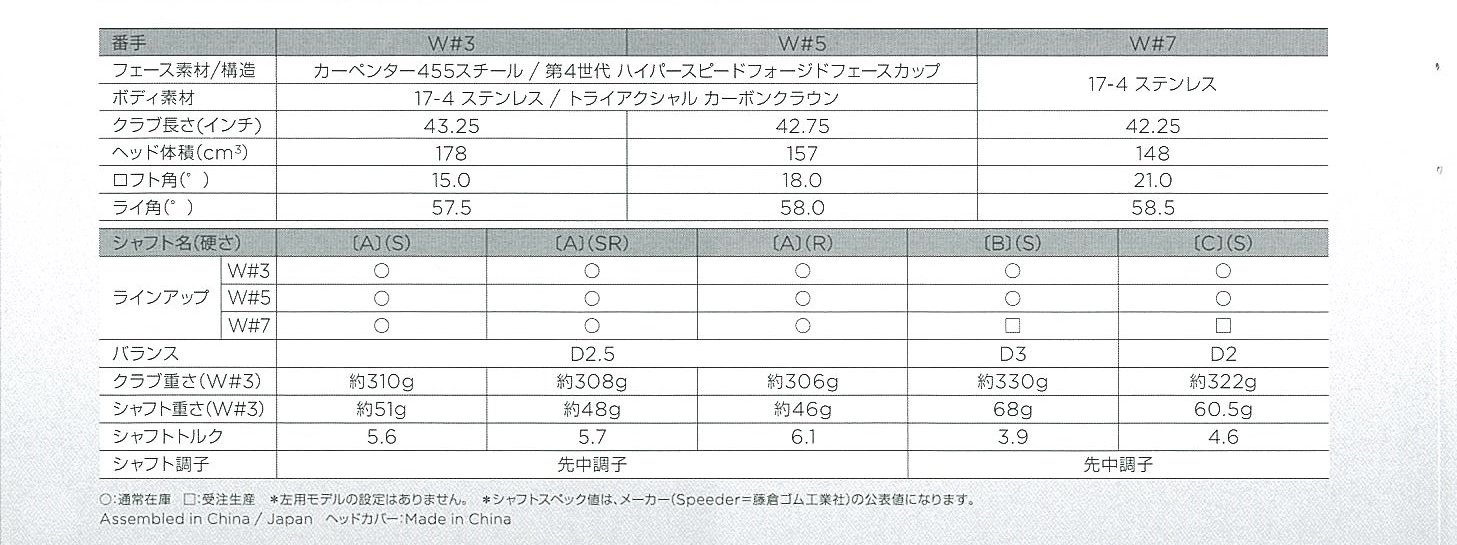 番手 W#3 W#5 W#7
フェース素材/構造 カーペンター455スチール / 第4世代 ハイパースピードフォージドフェースカップ 17-4 ステンレス
ボディ素材 17-4 ステンレス / トライアクシャル カーボンクラウン
クラブ長さ(インチ) 43.25 42.75 42.25
ヘッド体積(cm³) 178 157 148
ロフト角(°) 15.0 18.0 21.0
ライ角(°) 57.5 58.0 58.5
シャフト名(硬さ) 〔A〕(S) 〔A〕(SR) 〔A〕(R) 〔B〕(S) 〔C〕(S)
ラインアップ W#3 ○ ○ ○ ○ ○
W#5 ○ ○ ○ ○ ○
W#7 ○ ○ ○ □ □
バランス D2.5 D3 D2
クラブ重さ(W#3) 約310g 約308g 約306g 約330g 約322g
シャフト重さ(W#3) 約51g 約48g 約46g 68g 60.5g
シャフトトルク 5.6 5.7 6.1 3.9 4.6
シャフト調子 先中調子 先中調子
○:通常在庫 □:受注生産 *左用モデルの設定はありません。 *シャフトスペック値は、メーカー(Speeder=藤倉ゴム工業社)の公表値になります。
Assembled in China / Japan ヘッドカバー:Made in China